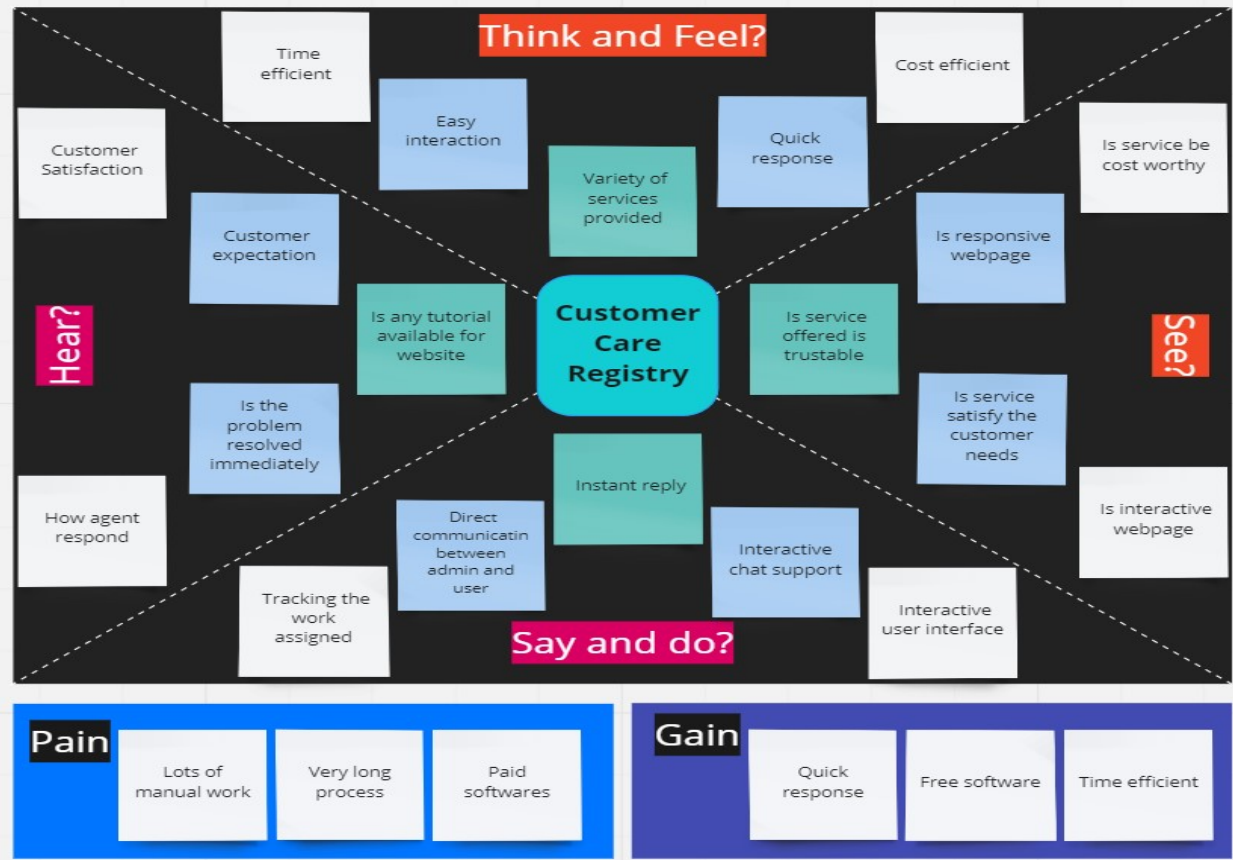 Think and Feel?
Time
efficient
Cost efficient
Easy
interaction
Quick
response
Variety of
services
provided
Customer
Satisfaction
Customer
expectation
Is any tutorial
available for
website
Hear?
Is the
problem
resolved
immediately
How agent
respond
Customer
Care
Registry
Is service be
cost worthy
Is responsive
webpage
Is service
offered is
trustable
See?
Is service
satisfy the
customer
needs
Is interactive
webpage
Instant reply
Direct
communicatin
between
admin and
user
Interactive
chat support
Tracking the
work
assigned
Interactive
user interface
Say and do?
Pain
Lots of
manual work
Very long
process
Paid
softwares
Gain
Quick
response
Free software
Time efficient